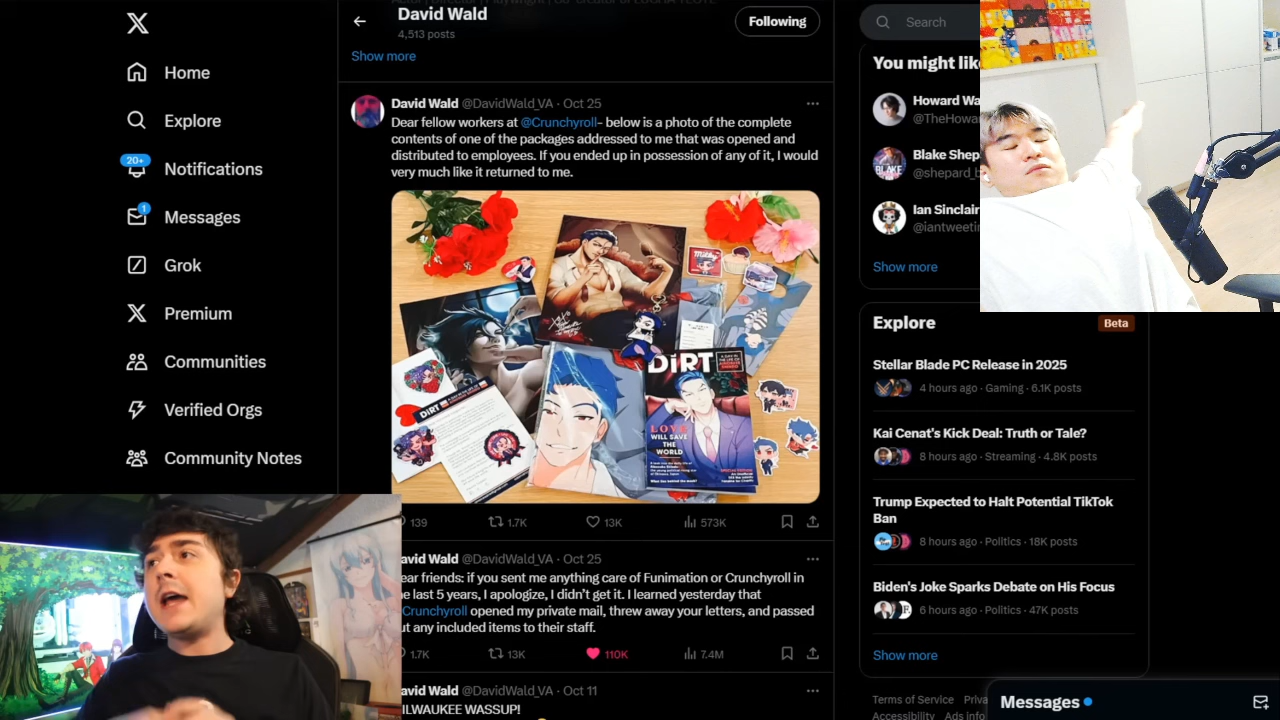 Home
Explore
20+
Notifications
1
Messages
Grok
Premium
Communities
Verified Orgs
Community Notes
David Wald
4,513 posts
Following
Show more
David Wald @DavidWald_VA · Oct 25
Dear fellow workers at @Crunchyroll– below is a photo of the complete
contents of one of the packages addressed to me that was opened and
distributed to employees. If you ended up in possession of any of it, I would
very much like it returned to me.
Milky
DiRT
DiRT
LOVE
WILL SAVE
THE
WORLD
139
1.7K
13K
573K
avid Wald @DavidWald_VA · Oct 25
ear friends: if you sent me anything care of Funimation or Crunchyroll in
he last 5 years, I apologize, I didn't get it. I learned yesterday that
Crunchyroll opened my private mail, threw away your letters, and passed
ut any included items to their staff.
1.7K
13K
110K
7.4M
avid Wald @DavidWald_VA · Oct 11
ILWAUKEE WASSUP!
Search
You might like
Howard Wa
@TheHowar
Blake Shep
@shepard_b
Ian Sinclair
@iantweetin
Show more
Explore
Beta
Stellar Blade PC Release in 2025
4 hours ago · Gaming · 6.1K posts
Kai Cenat's Kick Deal: Truth or Tale?
8 hours ago · Streaming · 4.8K posts
Trump Expected to Halt Potential TikTok
Ban
8 hours ago · Politics · 18K posts
Biden's Joke Sparks Debate on His Focus
6 hours ago · Politics · 47K posts
Show more
Terms of Service Priva
Accessibility Ads info
Messages